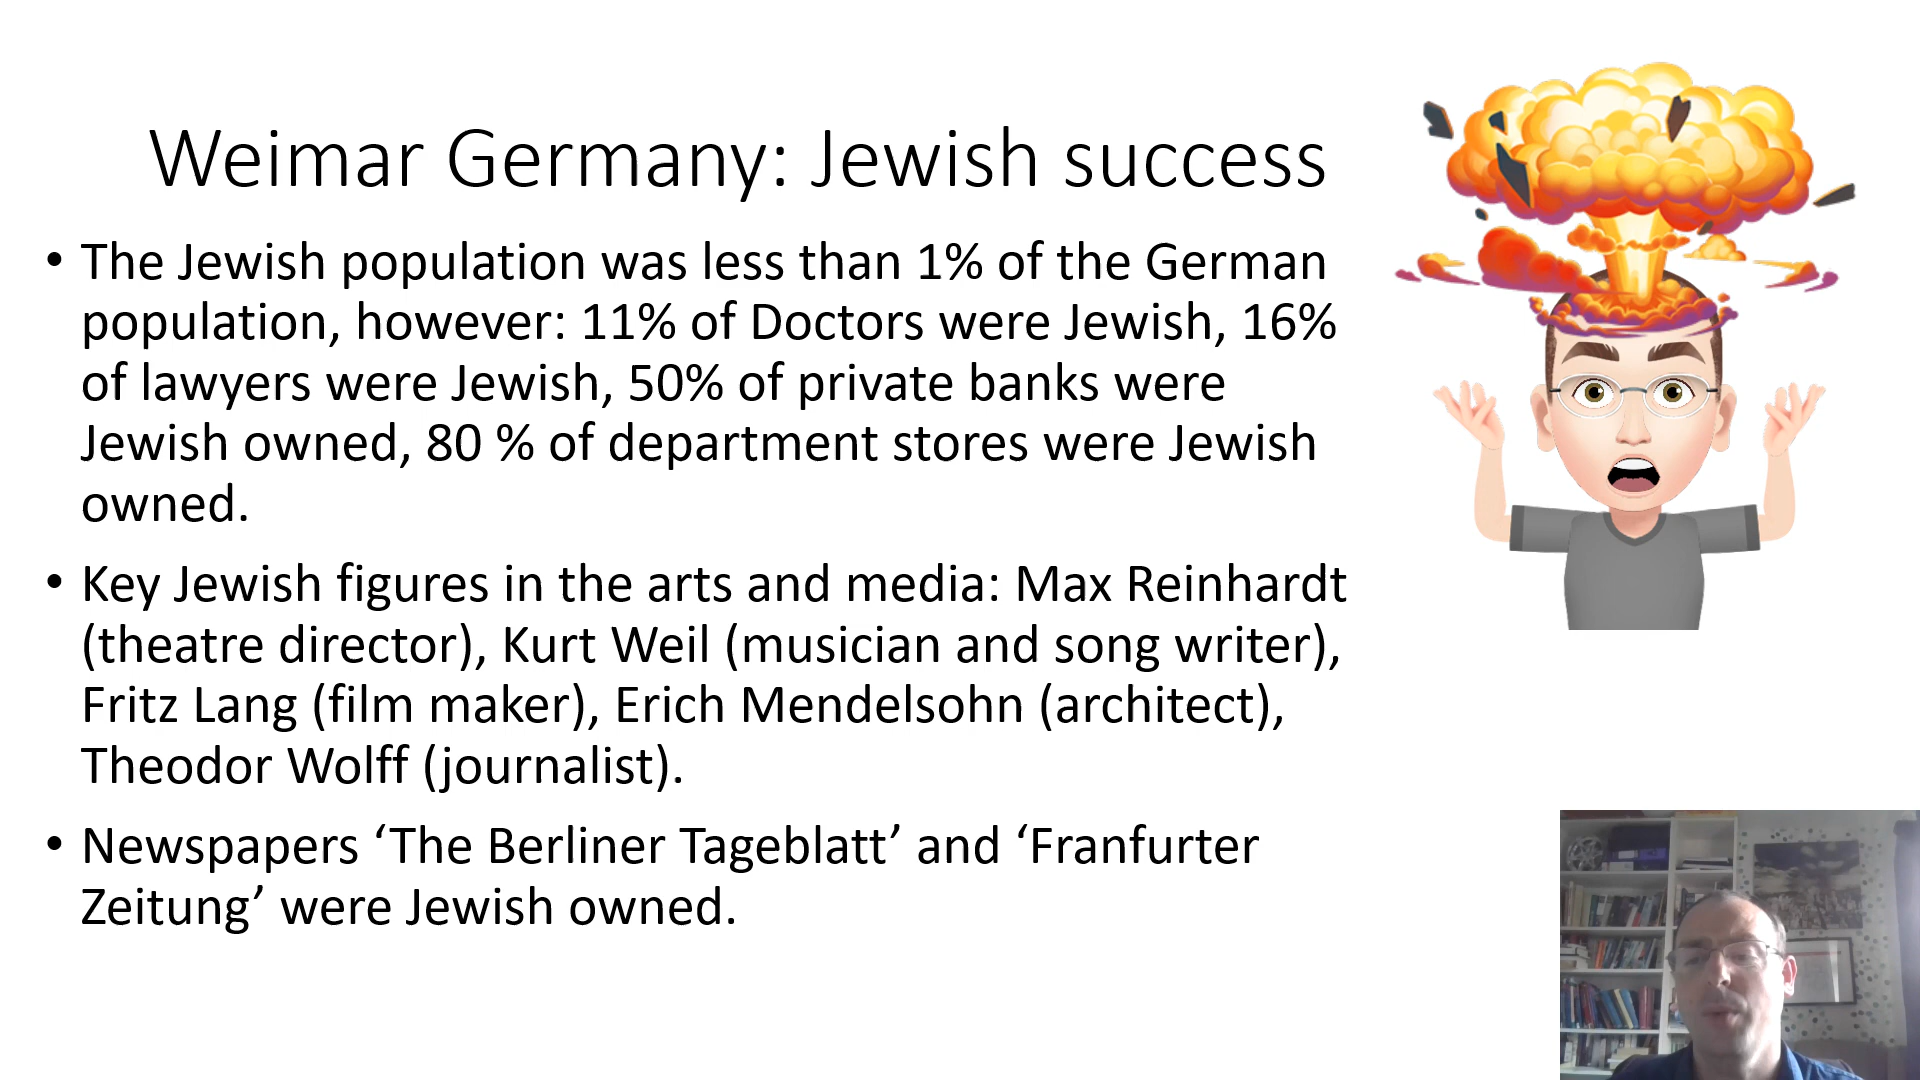 Weimar Germany: Jewish success
• The Jewish population was less than 1% of the German
population, however: 11% of Doctors were Jewish, 16%
of lawyers were Jewish, 50% of private banks were
Jewish owned, 80 % of department stores were Jewish
owned.
• Key Jewish figures in the arts and media: Max Reinhardt
(theatre director), Kurt Weil (musician and song writer),
Fritz Lang (film maker), Erich Mendelsohn (architect),
Theodor Wolff (journalist).
• Newspapers ‘The Berliner Tageblatt’ and ‘Franfurter
Zeitung’ were Jewish owned.